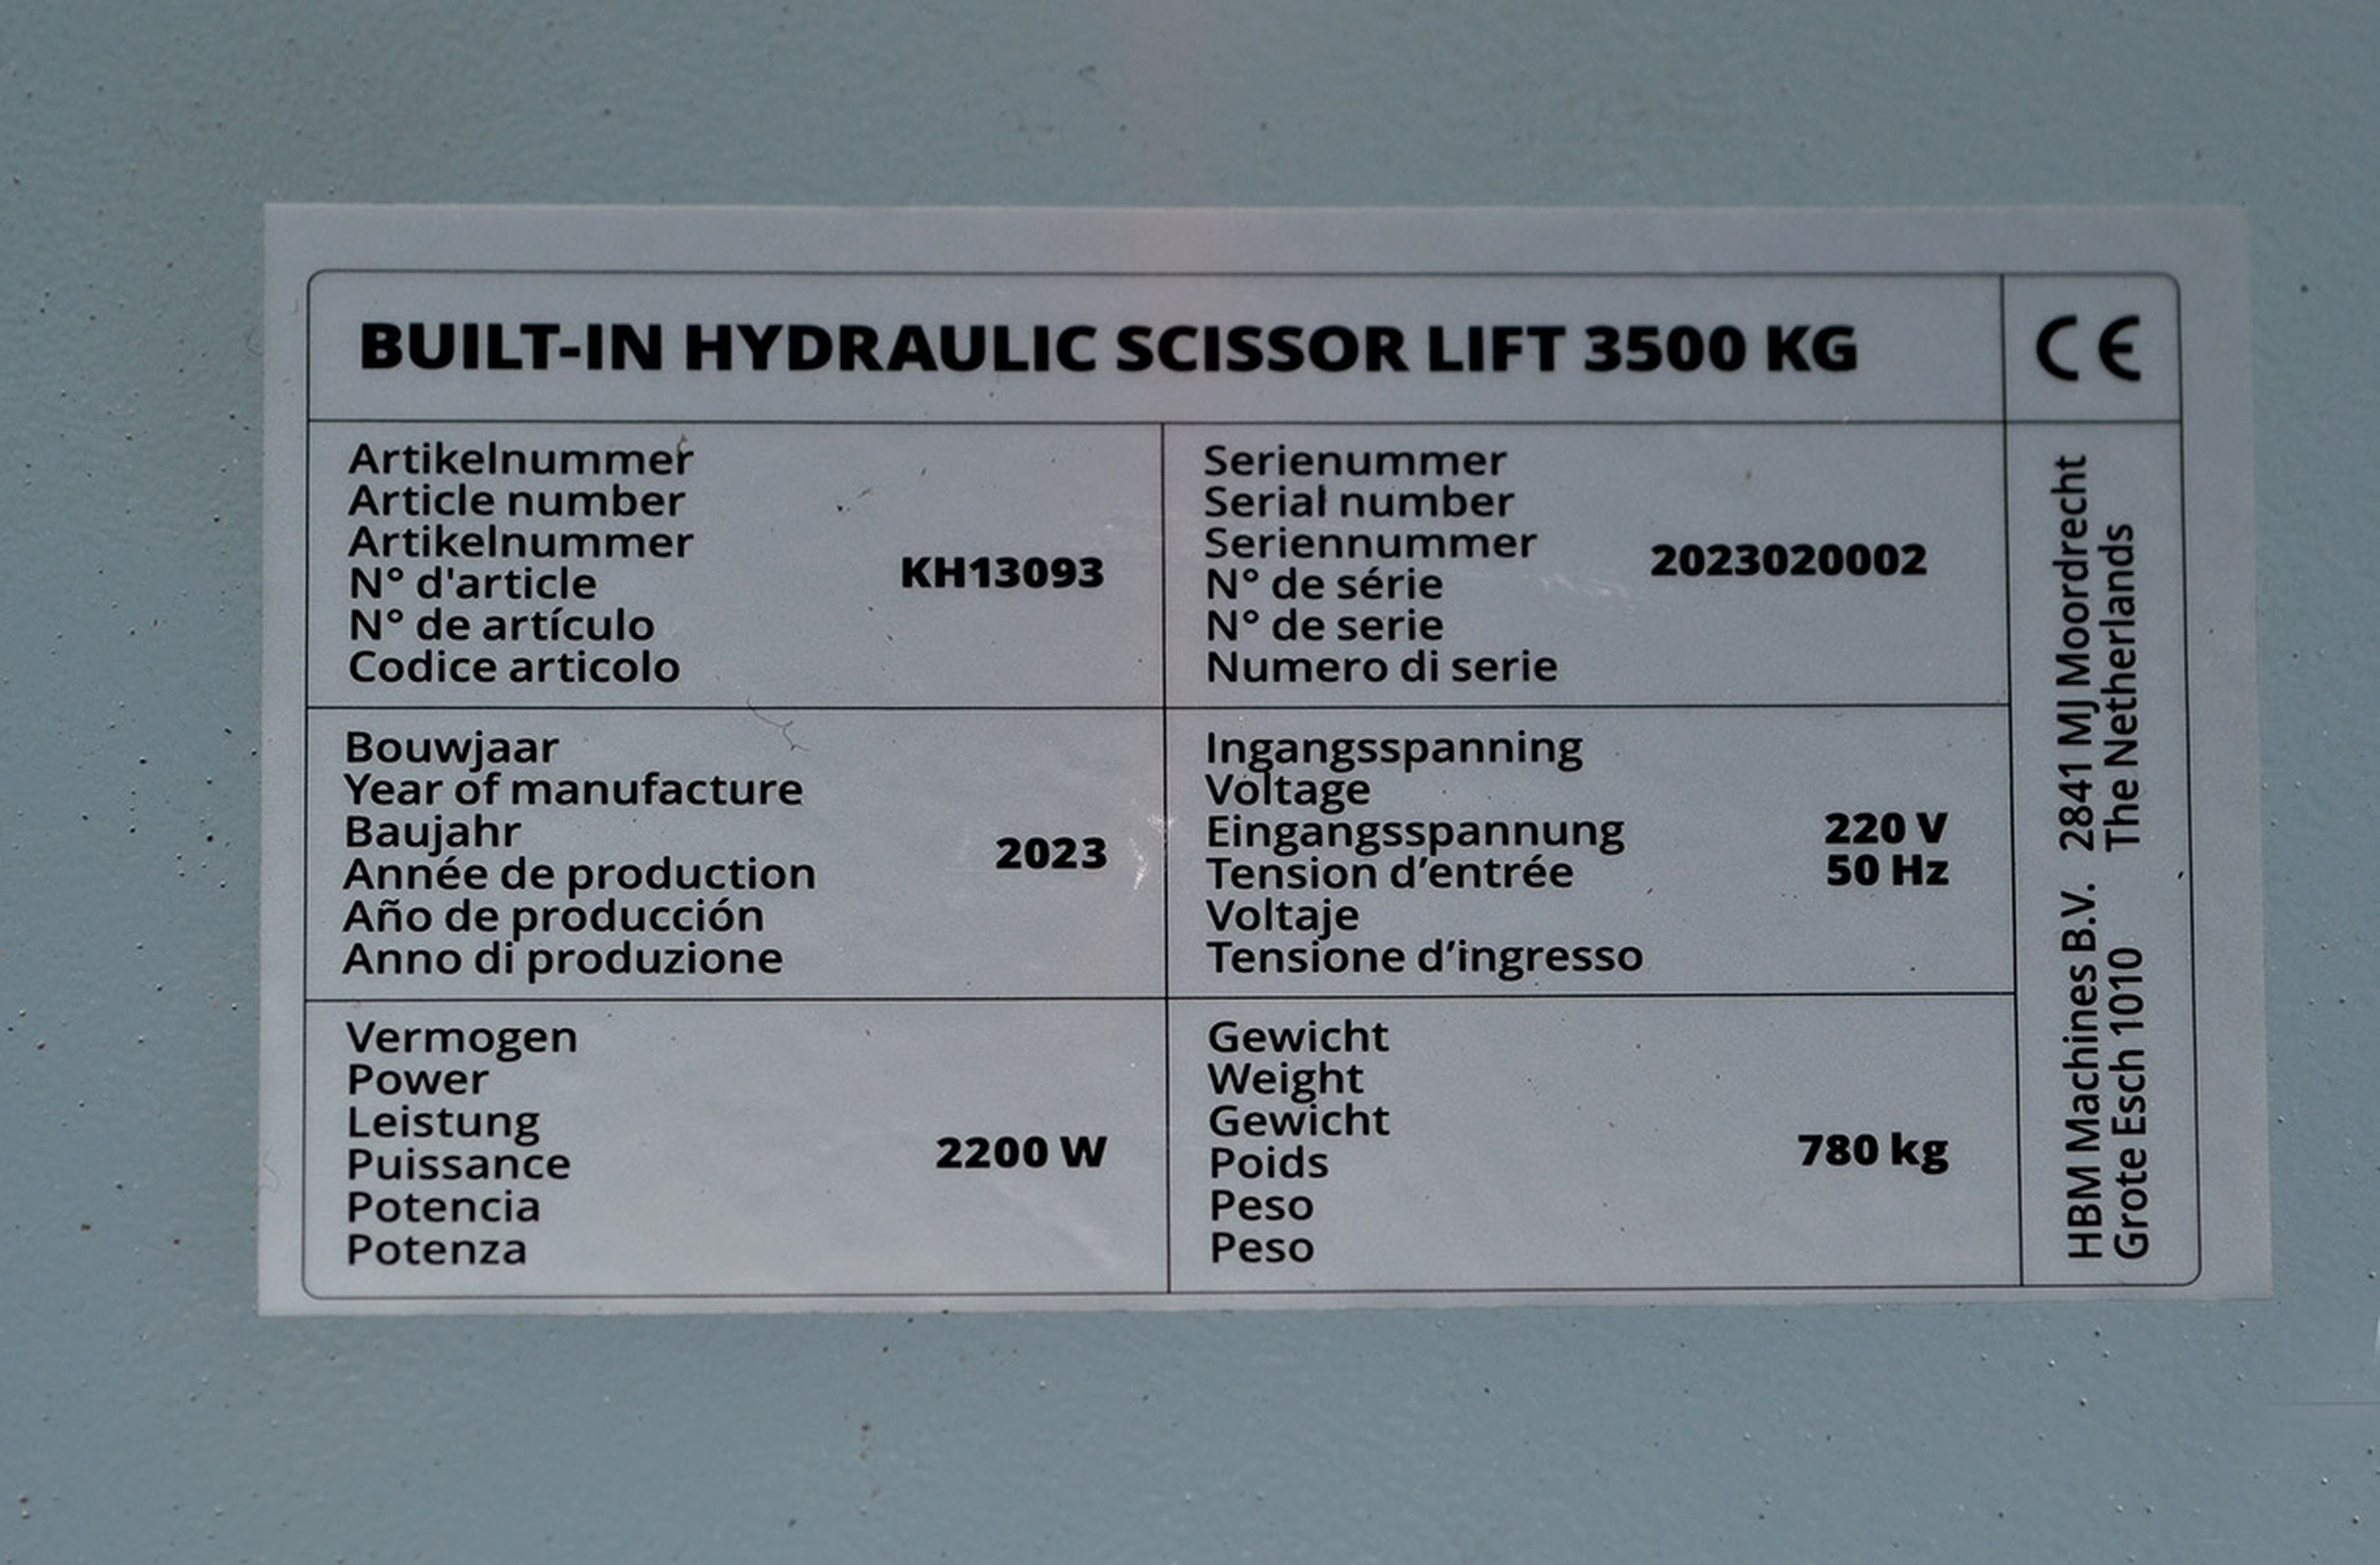 BUILT-IN HYDRAULIC SCISSOR LIFT 3500 KG
CE
Artikelnummer
Article number
Artikelnummer
N° d'article
N° de artículo
Codice articolo
KH13093
Serienummer
Serial number
Seriennummer
N° de série
N° de serie
Numero di serie
2023020002
Bouwjaar
Year of manufacture
Baujahr
Année de production
Año de producción
Anno di produzione
2023
Ingangsspanning
Voltage
Eingangsspannung
Tension d’entrée
Voltaje
Tensione d’ingresso
220 V
50 Hz
Vermogen
Power
Leistung
Puissance
Potencia
Potenza
2200 W
Gewicht
Weight
Gewicht
Poids
Peso
Peso
780 kg
HBM Machines B.V. 2841 MJ Moordrecht
Grote Esch 1010 The Netherlands